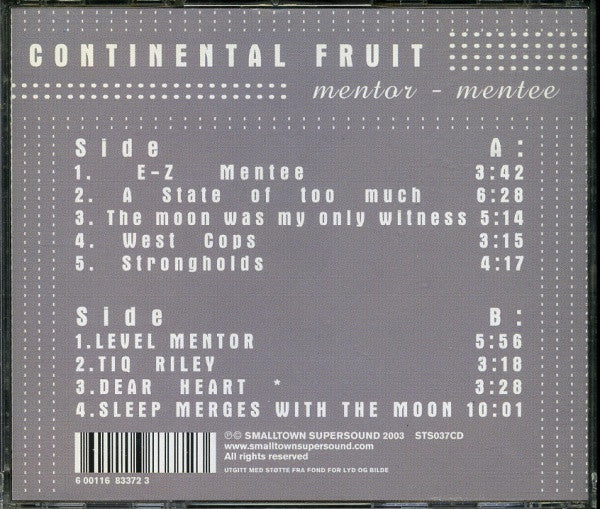 CONTINENTAL FRUIT
mentor - mentee
Side A:
1. E-Z Mentee 3:42
2. A State of too much 6:28
3. The moon was my only witness 5:14
4. West Cops 3:15
5. Strongholds 4:17
Side B:
1.LEVEL MENTOR 5:56
2.TIQ RILEY 3:18
3.DEAR HEART * 3:28
4.SLEEP MERGES WITH THE MOON 10:01
℗© SMALLTOWN SUPERSOUND 2003 STS037CD
www.smalltownsupersound.com
All rights reserved
UTGITT MED STØTTE FRA FOND FOR LYD OG BILDE
6 00116 83372 3